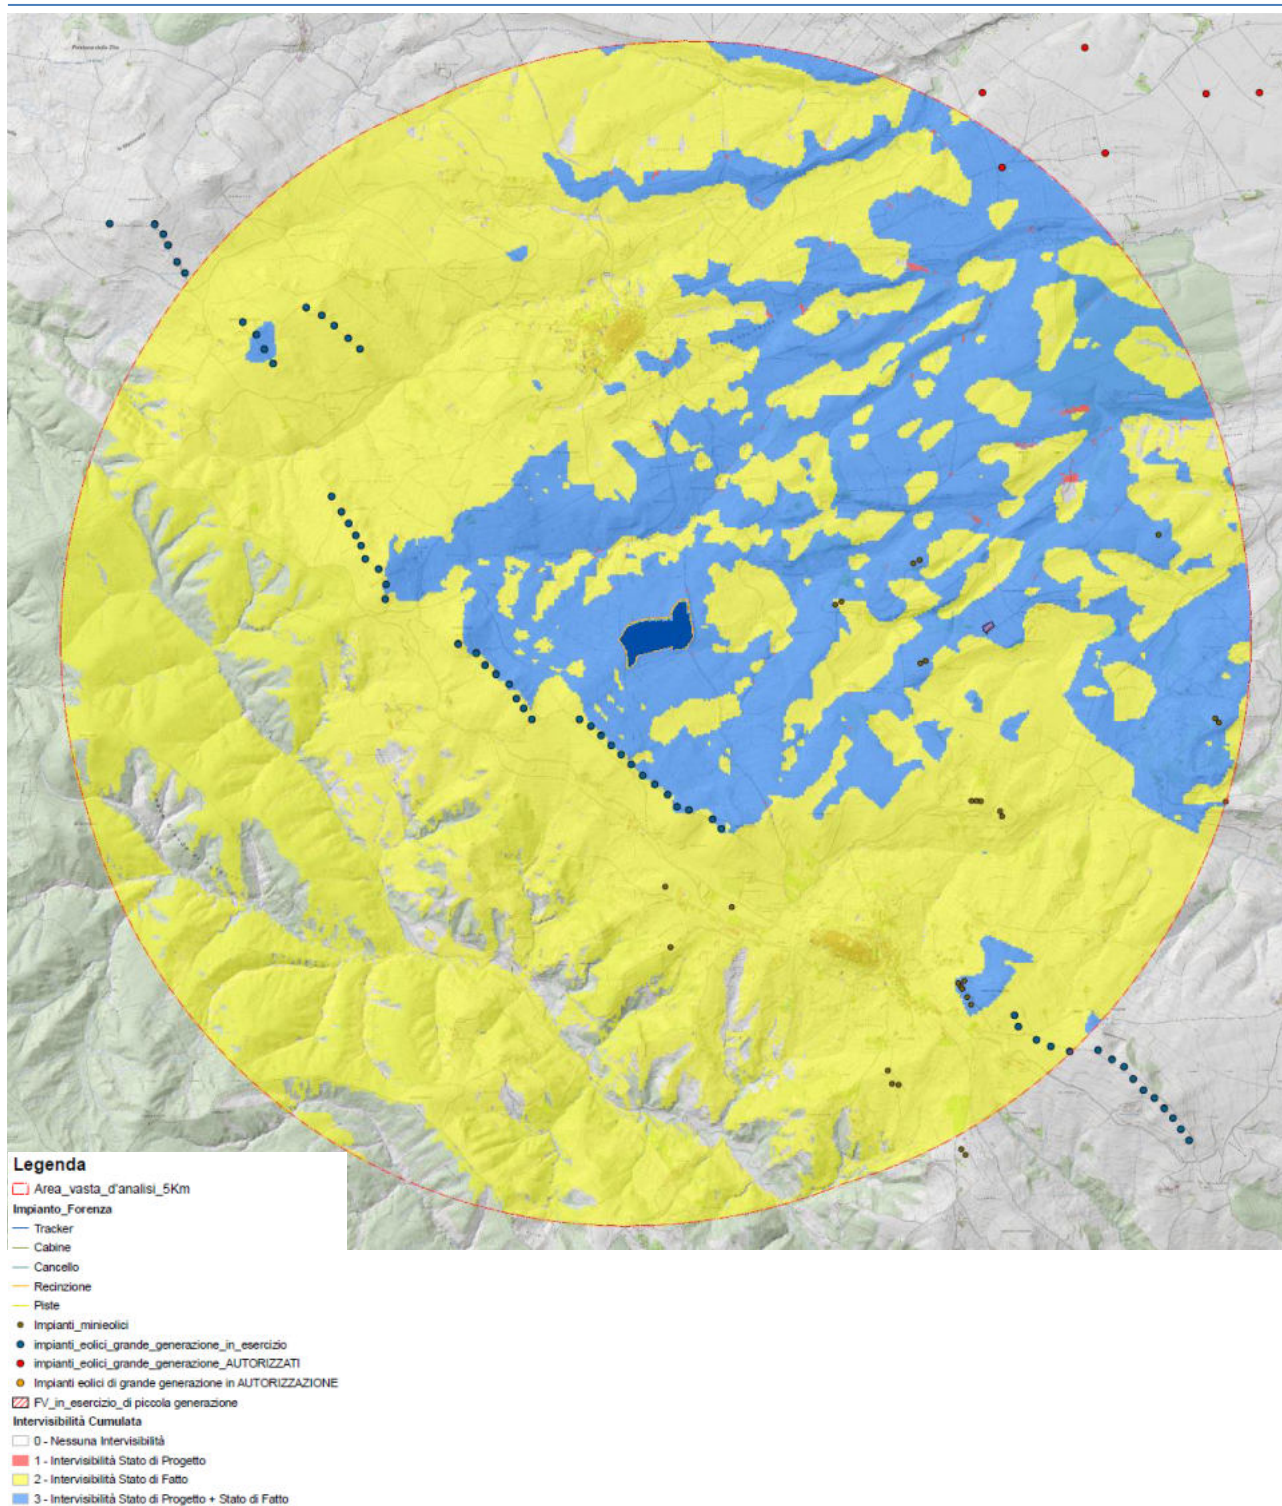 Legenda
Area_vasta_d'analisi_5Km
Impianto_Forenza
Tracker
Cabine
Cancello
Recinzione
Piste
Impianti_minieolici
impianti_eolici_grande_generazione_in_esercizio
impianti_eolici_grande_generazione_AUTORIZZATI
Impianti eolici di grande generazione in AUTORIZZAZIONE
FV_in_esercizio_di piccola generazione
Intervisibilità Cumulata
0 - Nessuna Intervisibilità
1 - Intervisibilità Stato di Progetto
2 - Intervisibilità Stato di Fatto
3 - Intervisibilità Stato di Progetto + Stato di Fatto